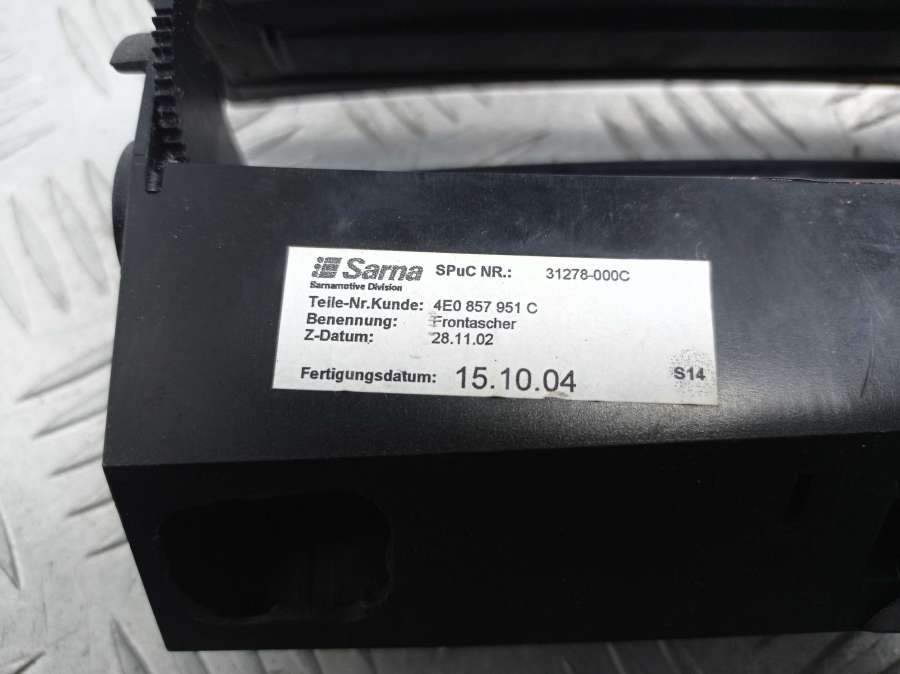 Sarna SPuC NR.: 31278-000C
Sarnamotive Division
Teile-Nr.Kunde: 4E0 857 951 C
Benennung: Frontascher
Z-Datum: 28.11.02
Fertigungsdatum: 15.10.04 S14